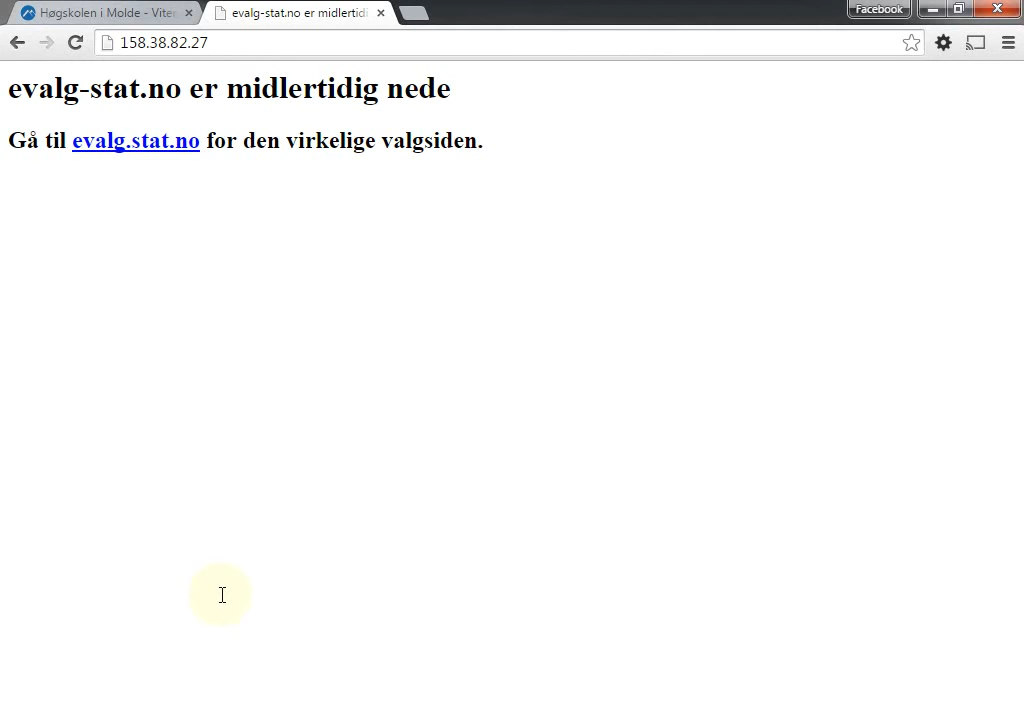 Høgskolen i Molde - Viter
evalg-stat.no er midlertidi
Facebook
158.38.82.27
evalg-stat.no er midlertidig nede
Gå til evalg.stat.no for den virkelige valgsiden.